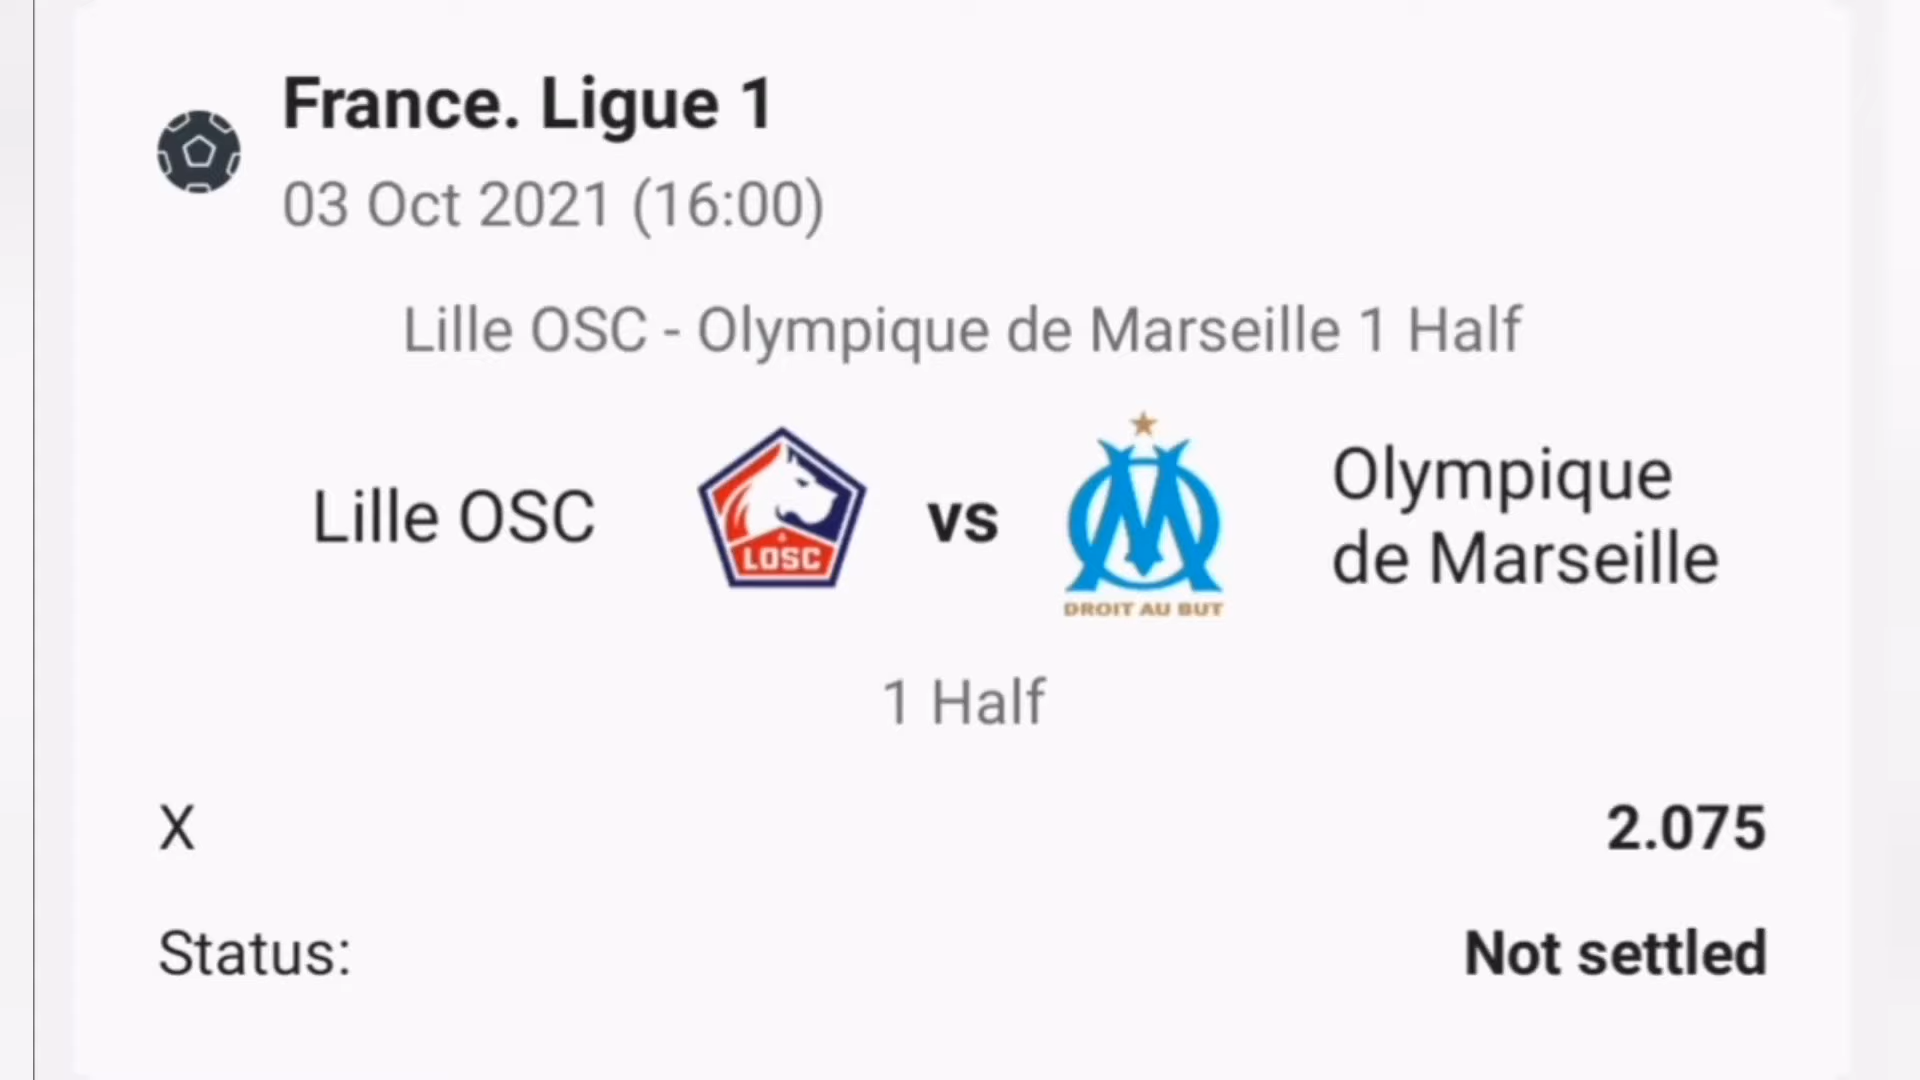 France. Ligue 1
03 Oct 2021 (16:00)
Lille OSC - Olympique de Marseille 1 Half
Lille OSC
LOSC
vs
DROIT AU BUT
Olympique
de Marseille
1 Half
X 2.075
Status: Not settled